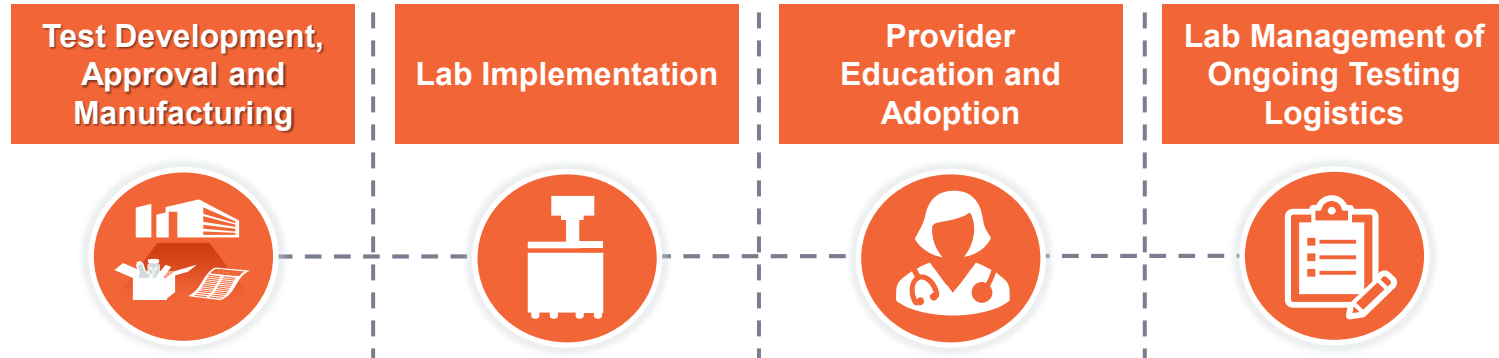 Test Development,
Approval and
Manufacturing
Lab Implementation
Provider
Education and
Adoption
Lab Management of
Ongoing Testing
Logistics